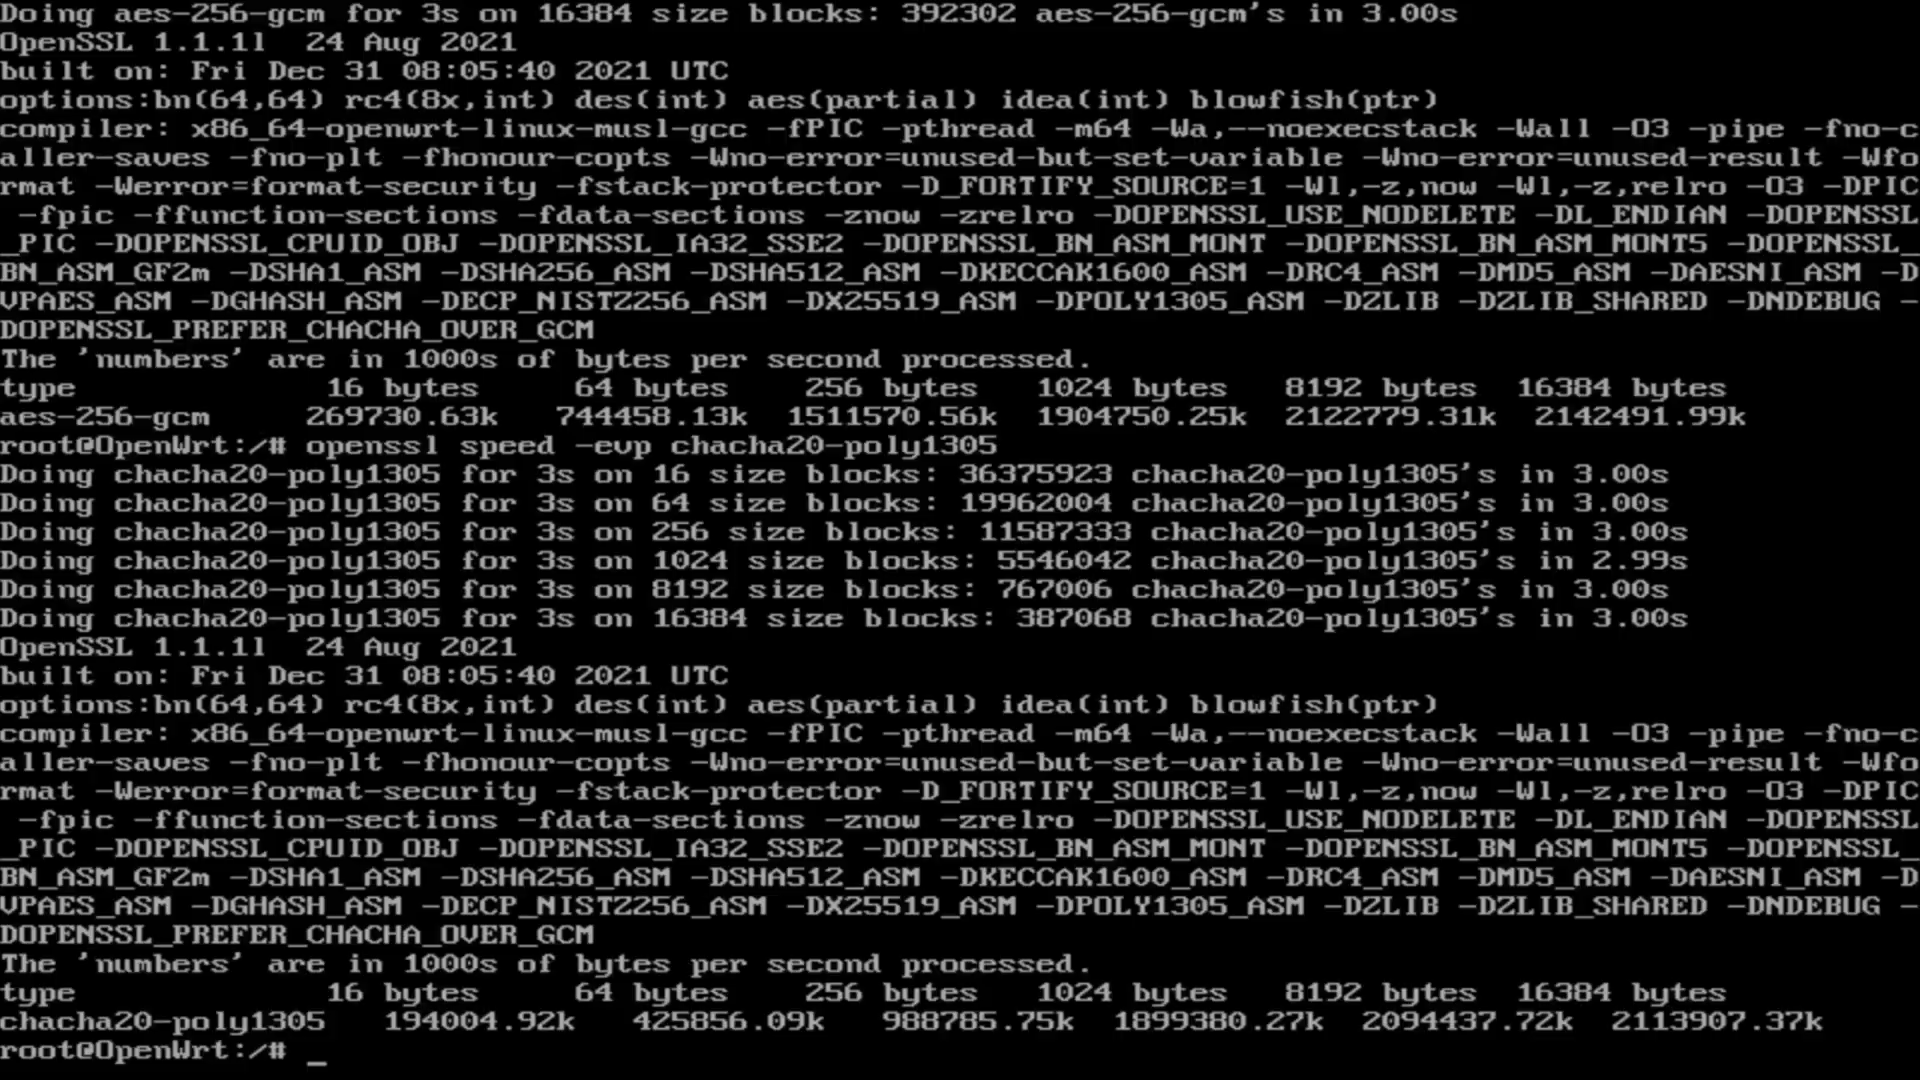 Doing aes-256-gcm for 3s on 16384 size blocks: 392302 aes-256-gcm's in 3.00s
OpenSSL 1.1.1l  24 Aug 2021
built on: Fri Dec 31 08:05:40 2021 UTC
options:bn(64,64) rc4(8x,int) des(int) aes(partial) idea(int) blowfish(ptr)
compiler: x86_64-openwrt-linux-musl-gcc -fPIC -pthread -m64 -Wa,--noexecstack -Wall -O3 -pipe -fno-c
aller-saves -fno-plt -fhonour-copts -Wno-error=unused-but-set-variable -Wno-error=unused-result -Wfo
rmat -Werror=format-security -fstack-protector -D_FORTIFY_SOURCE=1 -Wl,-z,now -Wl,-z,relro -O3 -DPIC
 -fpic -ffunction-sections -fdata-sections -znow -zrelro -DOPENSSL_USE_NODELETE -DL_ENDIAN -DOPENSSL
_PIC -DOPENSSL_CPUID_OBJ -DOPENSSL_IA32_SSE2 -DOPENSSL_BN_ASM_MONT -DOPENSSL_BN_ASM_MONT5 -DOPENSSL_
BN_ASM_GF2m -DSHA1_ASM -DSHA256_ASM -DSHA512_ASM -DKECCAK1600_ASM -DRC4_ASM -DMD5_ASM -DAESNI_ASM -D
VPAES_ASM -DGHASH_ASM -DECP_NISTZ256_ASM -DX25519_ASM -DPOLY1305_ASM -DZLIB -DZLIB_SHARED -DNDEBUG -
DOPENSSL_PREFER_CHACHA_OVER_GCM
The 'numbers' are in 1000s of bytes per second processed.
type             16 bytes     64 bytes    256 bytes   1024 bytes   8192 bytes  16384 bytes
aes-256-gcm     269730.63k   744458.13k  1511570.56k  1904750.25k  2122779.31k  2142491.99k
root@OpenWrt:/# openssl speed -evp chacha20-poly1305
Doing chacha20-poly1305 for 3s on 16 size blocks: 36375923 chacha20-poly1305's in 3.00s
Doing chacha20-poly1305 for 3s on 64 size blocks: 19962004 chacha20-poly1305's in 3.00s
Doing chacha20-poly1305 for 3s on 256 size blocks: 11587333 chacha20-poly1305's in 3.00s
Doing chacha20-poly1305 for 3s on 1024 size blocks: 5546042 chacha20-poly1305's in 2.99s
Doing chacha20-poly1305 for 3s on 8192 size blocks: 767006 chacha20-poly1305's in 3.00s
Doing chacha20-poly1305 for 3s on 16384 size blocks: 387068 chacha20-poly1305's in 3.00s
OpenSSL 1.1.1l  24 Aug 2021
built on: Fri Dec 31 08:05:40 2021 UTC
options:bn(64,64) rc4(8x,int) des(int) aes(partial) idea(int) blowfish(ptr)
compiler: x86_64-openwrt-linux-musl-gcc -fPIC -pthread -m64 -Wa,--noexecstack -Wall -O3 -pipe -fno-c
aller-saves -fno-plt -fhonour-copts -Wno-error=unused-but-set-variable -Wno-error=unused-result -Wfo
rmat -Werror=format-security -fstack-protector -D_FORTIFY_SOURCE=1 -Wl,-z,now -Wl,-z,relro -O3 -DPIC
 -fpic -ffunction-sections -fdata-sections -znow -zrelro -DOPENSSL_USE_NODELETE -DL_ENDIAN -DOPENSSL
_PIC -DOPENSSL_CPUID_OBJ -DOPENSSL_IA32_SSE2 -DOPENSSL_BN_ASM_MONT -DOPENSSL_BN_ASM_MONT5 -DOPENSSL_
BN_ASM_GF2m -DSHA1_ASM -DSHA256_ASM -DSHA512_ASM -DKECCAK1600_ASM -DRC4_ASM -DMD5_ASM -DAESNI_ASM -D
VPAES_ASM -DGHASH_ASM -DECP_NISTZ256_ASM -DX25519_ASM -DPOLY1305_ASM -DZLIB -DZLIB_SHARED -DNDEBUG -
DOPENSSL_PREFER_CHACHA_OVER_GCM
The 'numbers' are in 1000s of bytes per second processed.
type             16 bytes     64 bytes    256 bytes   1024 bytes   8192 bytes  16384 bytes
chacha20-poly1305   194004.92k   425856.09k   988785.75k  1899380.27k  2094437.72k  2113907.37k
root@OpenWrt:/# _